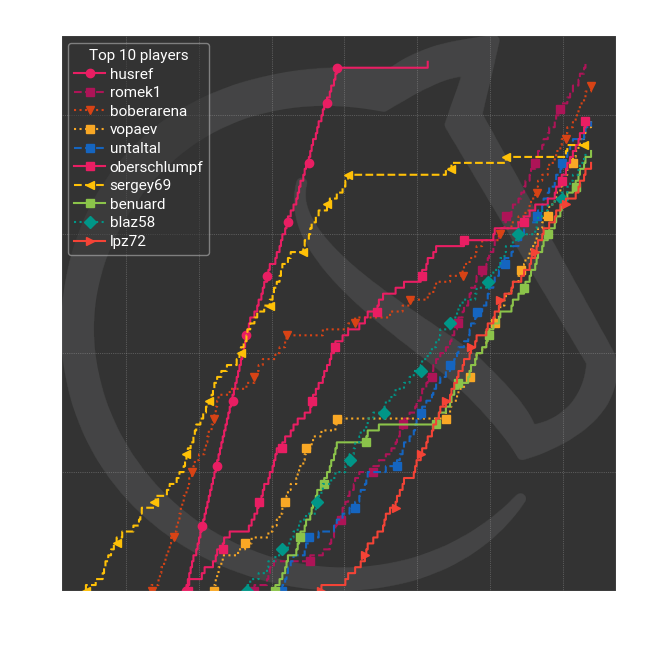 Top 10 players
husref
romek1
boberarena
vopaev
untaltal
oberschlumpf
sergey69
benuard
blaz58
lpz72